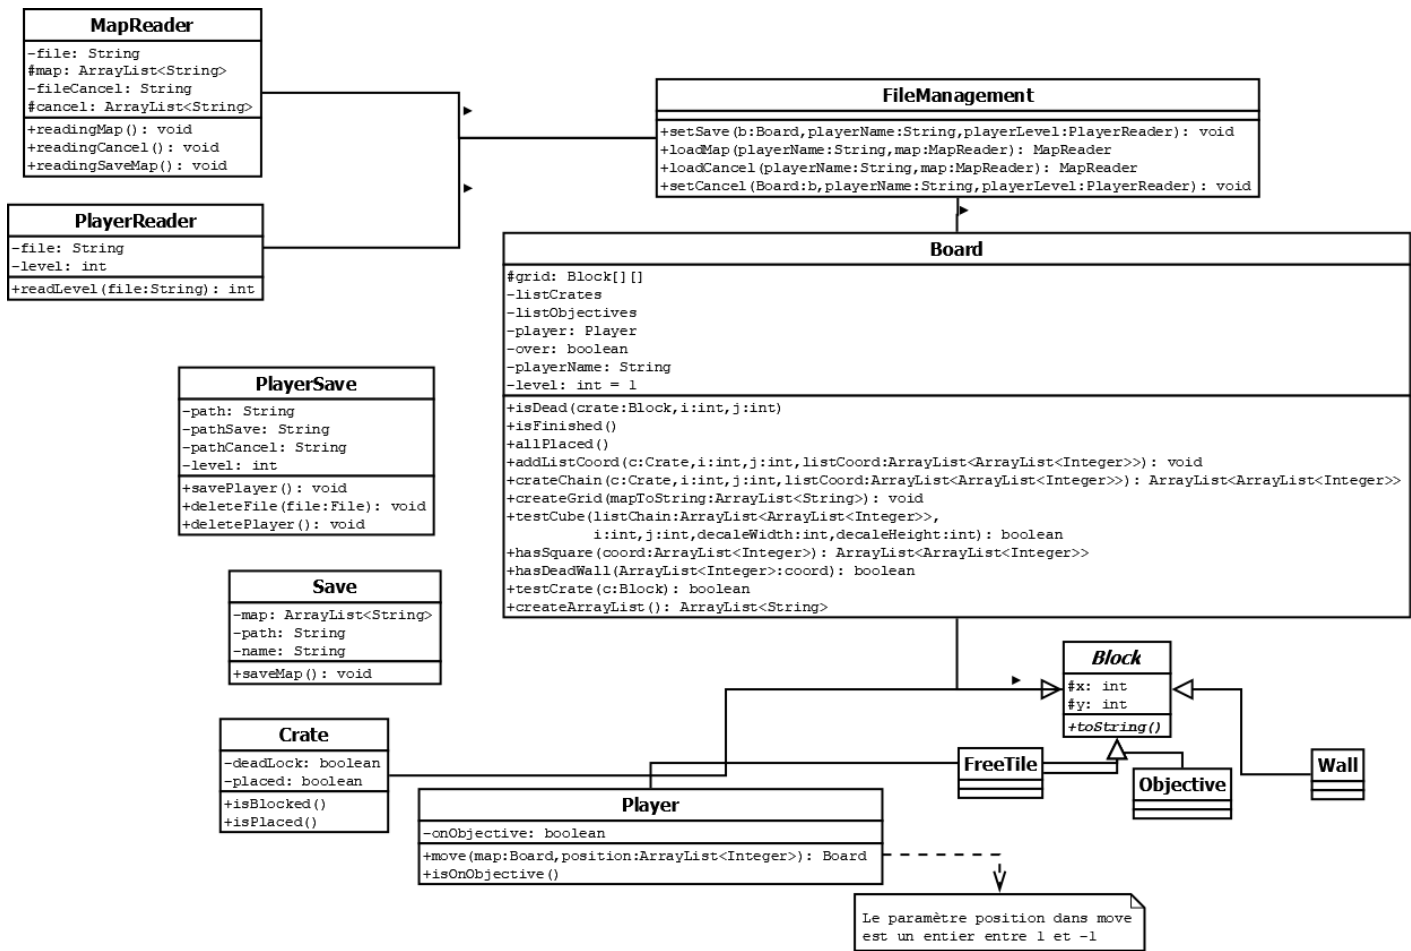 MapReader
-file: String
#map: ArrayList<String>
-fileCancel: String
#cancel: ArrayList<String>
+readingMap(): void
+readingCancel(): void
+readingSaveMap(): void
FileManagement
+setSave(b:Board,playerName:String,playerLevel:PlayerReader): void
+loadMap(playerName:String,map:MapReader): MapReader
+loadCancel(playerName:String,map:MapReader): MapReader
+setCancel(Board:b,playerName:String,playerLevel:PlayerReader): void
PlayerReader
-file: String
-level: int
+readLevel(file:String): int
Board
#grid: Block[][]
-listCrates
-listObjectives
-player: Player
-over: boolean
-playerName: String
-level: int = 1
+isDead(crate:Block,i:int,j:int)
+isFinished()
+allPlaced()
+addListCoord(c:Crate,i:int,j:int,listCoord:ArrayList<ArrayList<Integer>>): void
+crateChain(c:Crate,i:int,j:int,listCoord:ArrayList<ArrayList<Integer>>): ArrayList<ArrayList<Integer>>
+createGrid(mapToString:ArrayList<String>): void
+testCube(listChain:ArrayList<ArrayList<Integer>>,
i:int,j:int,decaleWidth:int,decaleHeight:int): boolean
+hasSquare(coord:ArrayList<Integer>): ArrayList<ArrayList<Integer>>
+hasDeadWall(ArrayList<Integer>:coord): boolean
+testCrate(c:Block): boolean
+createArrayList(): ArrayList<String>
PlayerSave
-path: String
-pathSave: String
-pathCancel: String
-level: int
+savePlayer(): void
+deleteFile(file:File): void
+deletePlayer(): void
Save
-map: ArrayList<String>
-path: String
-name: String
+saveMap(): void
Block
#x: int
#y: int
+toString()
Crate
-deadLock: boolean
-placed: boolean
+isBlocked()
+isPlaced()
FreeTile
Objective
Wall
Player
-onObjective: boolean
+move(map:Board,position:ArrayList<Integer>): Board
+isOnObjective()
Le paramètre position dans move
est un entier entre 1 et -1